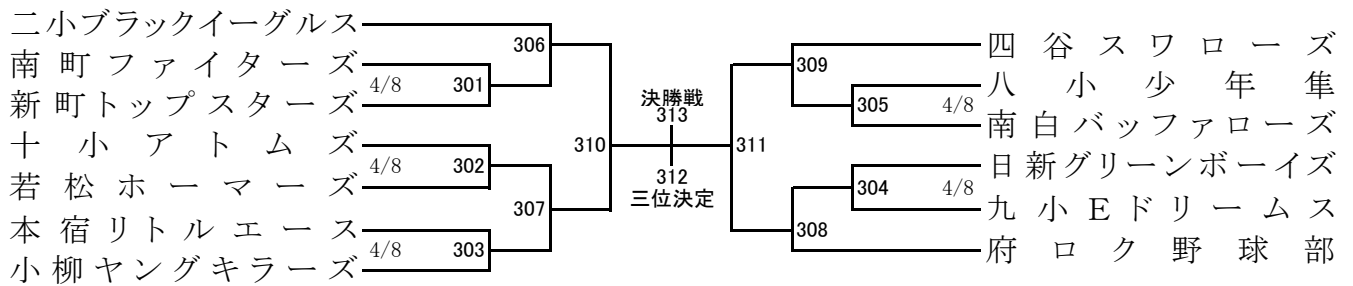 二小ブラックイーグルス
306
南町ファイターズ
4/8 301
新町トップスターズ
十小アトムズ
4/8 302
若松ホーマーズ
307
本宿リトルエース
4/8 303
小柳ヤングキラーズ
310
決勝戦
313
312
三位決定
311
四谷スワローズ
309
八小少年隼
305 4/8
南白バッファローズ
日新グリーンボーイズ
304 4/8
九小Eドリームス
308
府ロク野球部